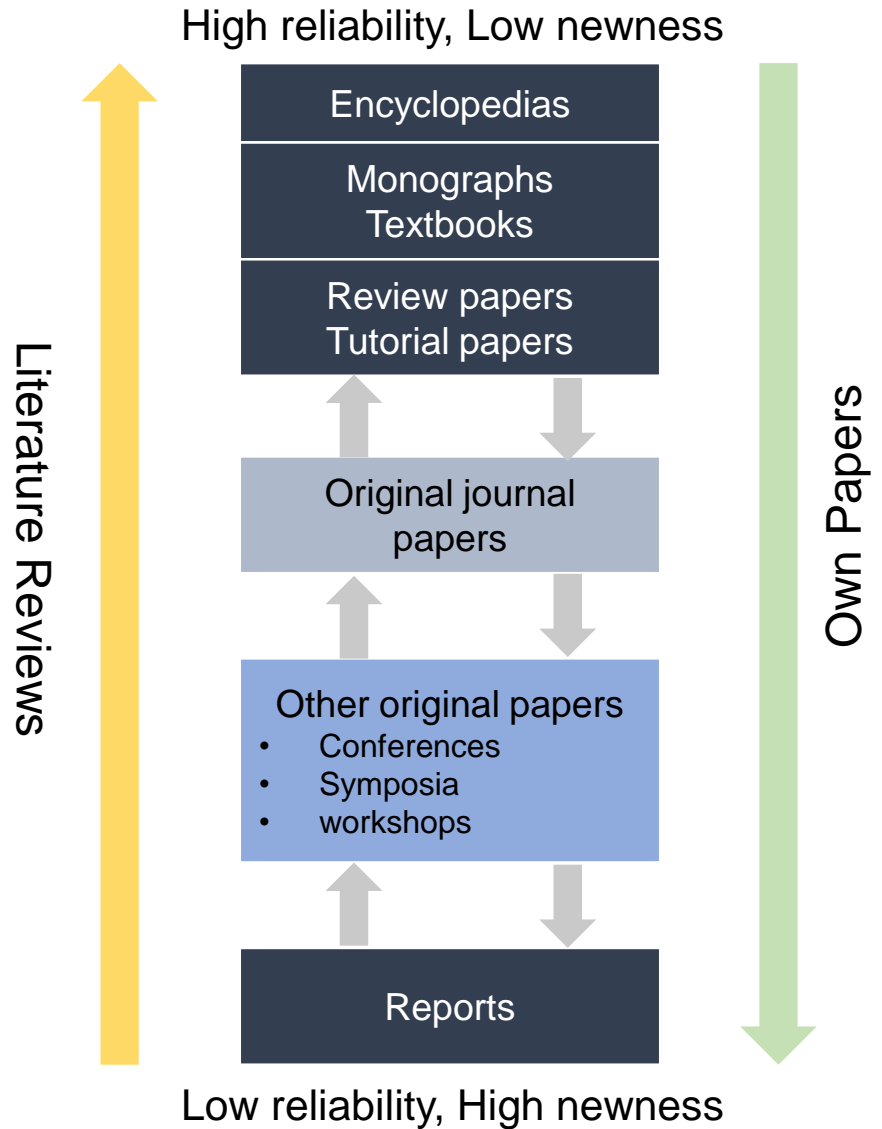 High reliability, Low newness
Encyclopedias
Monographs
Textbooks
Review papers
Tutorial papers
Literature Reviews
Own Papers
Original journal
papers
Other original papers
• Conferences
• Symposia
• workshops
Reports
Low reliability, High newness